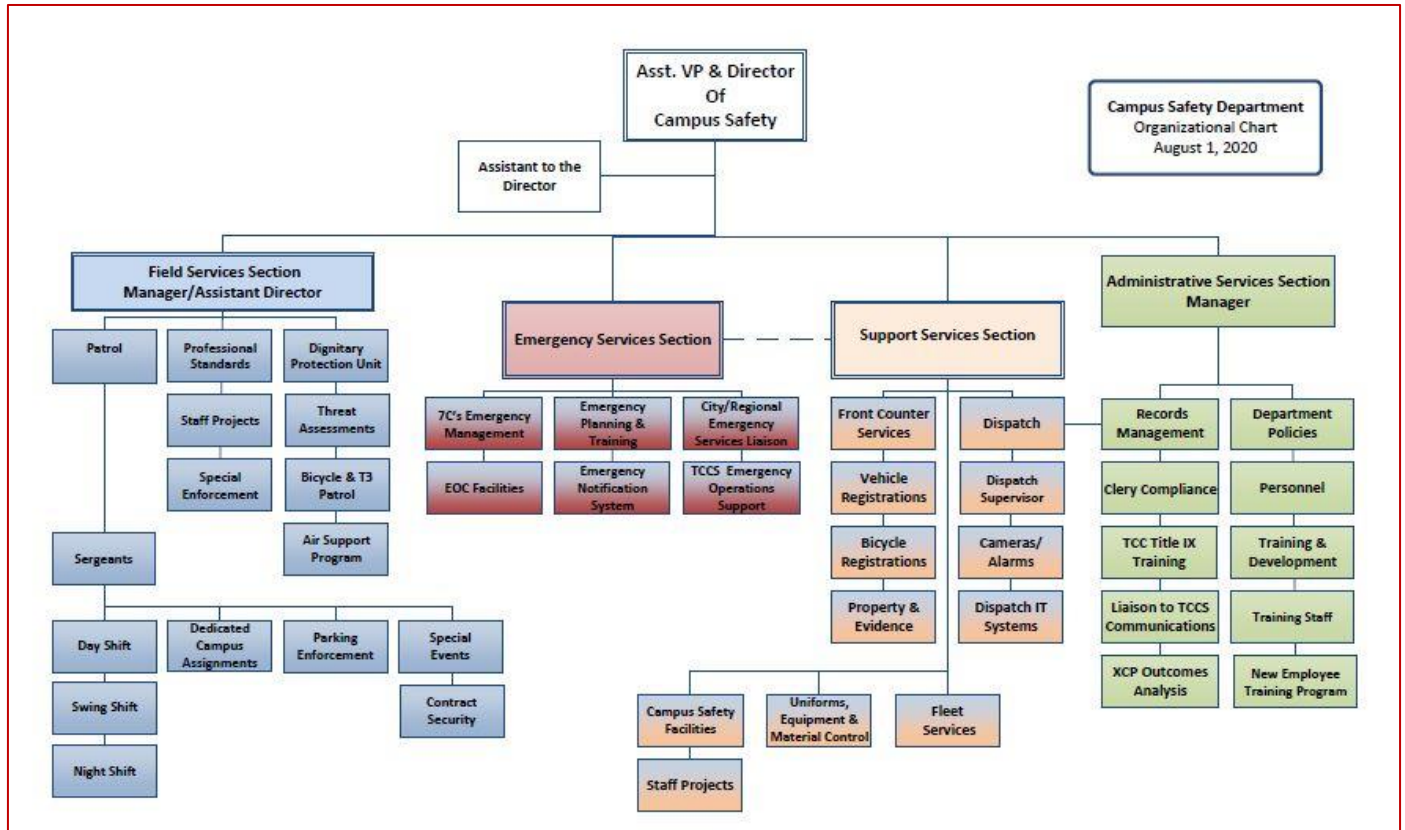 Asst. VP & Director
Of
Campus Safety
Campus Safety Department
Organizational Chart
August 1, 2020
Assistant to the
Director
Field Services Section
Manager/Assistant Director
Emergency Services Section
Support Services Section
Administrative Services Section
Manager
Patrol
Professional
Standards
Dignitary
Protection Unit
Staff Projects
Threat
Assessments
Special
Enforcement
Bicycle & T3
Patrol
Air Support
Program
Sergeants
Day Shift
Dedicated
Campus
Assignments
Parking
Enforcement
Special
Events
Swing Shift
Contract
Security
Night Shift
7C's Emergency
Management
Emergency
Planning &
Training
City/Regional
Emergency
Services Liaison
EOC Facilities
Emergency
Notification
System
TCCS Emergency
Operations
Support
Front Counter
Services
Dispatch
Vehicle
Registrations
Dispatch
Supervisor
Bicycle
Registrations
Cameras/
Alarms
Property &
Evidence
Dispatch IT
Systems
Campus Safety
Facilities
Uniforms,
Equipment &
Material Control
Fleet
Services
Staff Projects
Records
Management
Department
Policies
Clery Compliance
Personnel
TCC Title IX
Training
Training &
Development
Liaison to TCCS
Communications
Training Staff
XCP Outcomes
Analysis
New Employee
Training Program